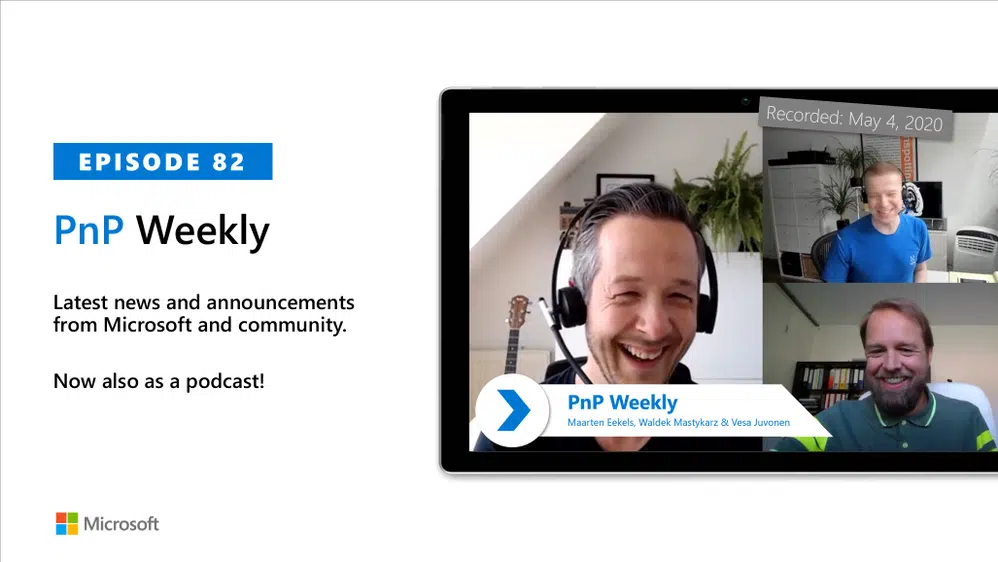 EPISODE 82
PnP Weekly
Latest news and announcements
from Microsoft and community.
Now also as a podcast!
Microsoft
Recorded: May 4, 2020
PnP Weekly
Maarten Eekels, Waldek Mastykarz & Vesa Juvonen